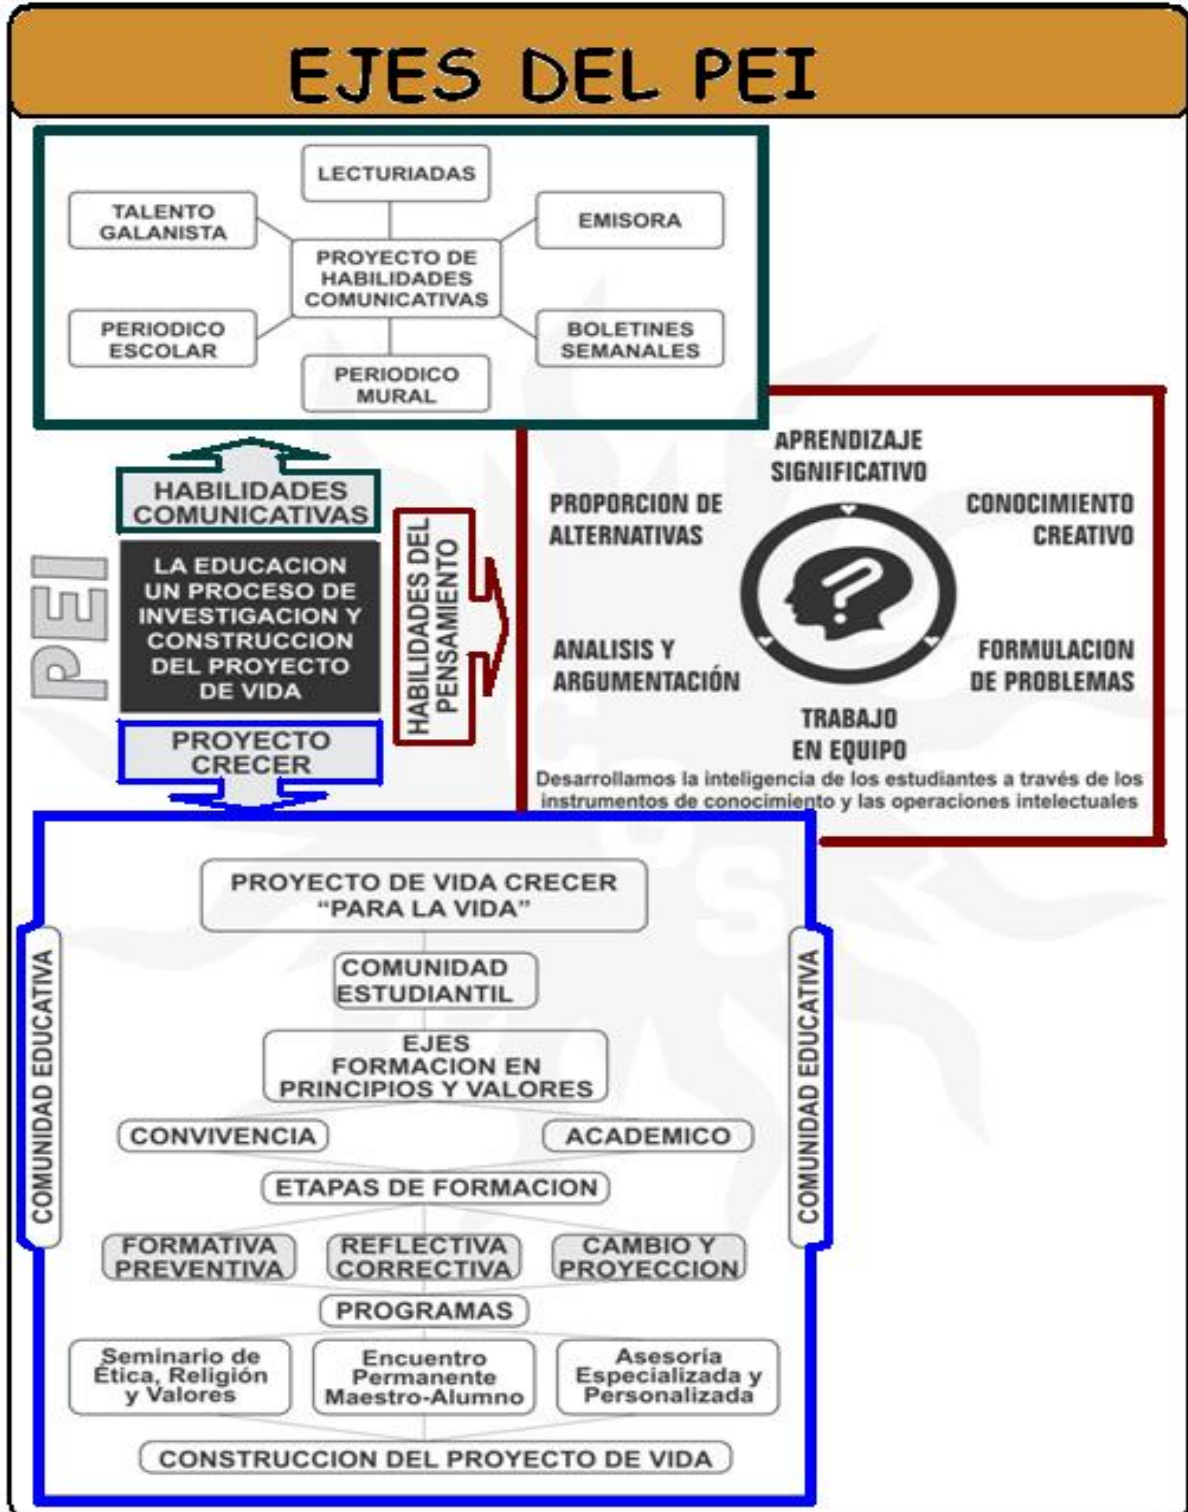 EJES DEL PEI
LECTURIADAS
TALENTO
GALANISTA
EMISORA
PROYECTO DE
HABILIDADES
COMUNICATIVAS
PERIODICO
ESCOLAR
BOLETINES
SEMANALES
PERIODICO
MURAL
HABILIDADES
COMUNICATIVAS
PEI
LA EDUCACION
UN PROCESO DE
INVESTIGACION Y
CONSTRUCCION
DEL PROYECTO
DE VIDA
HABILIDADES DEL
PENSAMIENTO
PROYECTO
CRECER
APRENDIZAJE
SIGNIFICATIVO
PROPORCION DE
ALTERNATIVAS
CONOCIMIENTO
CREATIVO
?
ANALISIS Y
ARGUMENTACIÓN
FORMULACION
DE PROBLEMAS
TRABAJO
EN EQUIPO
Desarrollamos la inteligencia de los estudiantes a través de los
instrumentos de conocimiento y las operaciones intelectuales
PROYECTO DE VIDA CRECER
“PARA LA VIDA”
COMUNIDAD
ESTUDIANTIL
EJES
FORMACION EN
PRINCIPIOS Y VALORES
CONVIVENCIA
ACADEMICO
ETAPAS DE FORMACION
FORMATIVA
PREVENTIVA
REFLECTIVA
CORRECTIVA
CAMBIO Y
PROYECCION
PROGRAMAS
Seminario de
Ética, Religión
y Valores
Encuentro
Permanente
Maestro-Alumno
Asesoría
Especializada y
Personalizada
CONSTRUCCION DEL PROYECTO DE VIDA
COMUNIDAD EDUCATIVA
COMUNIDAD EDUCATIVA